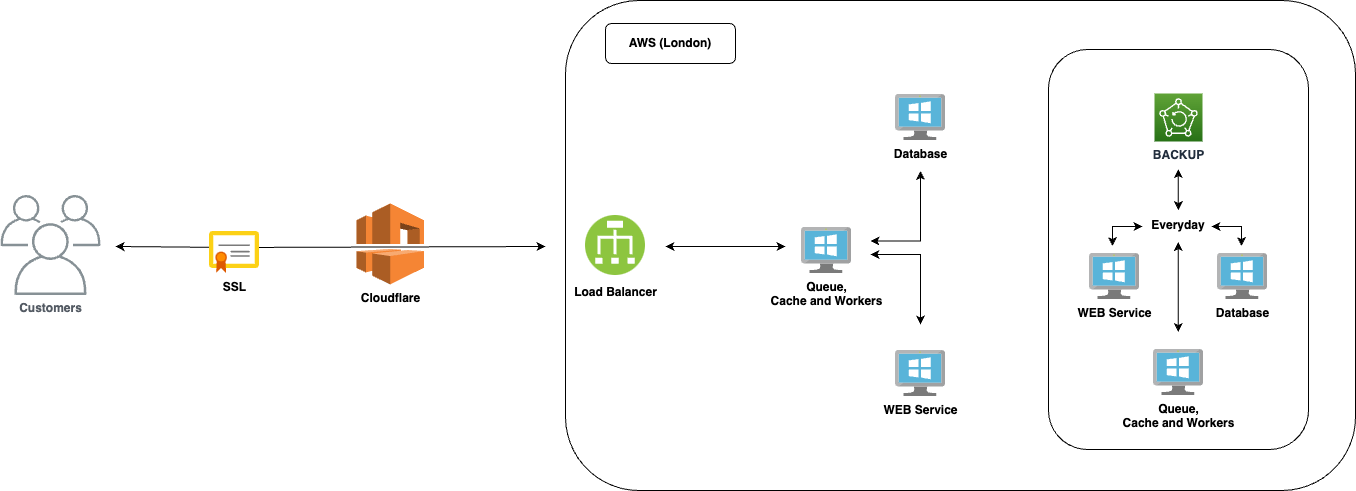 AWS (London)
Database
BACKUP
Everyday
Customers
SSL
Cloudflare
Load Balancer
Queue,
Cache and Workers
WEB Service
WEB Service
Database
Queue,
Cache and Workers